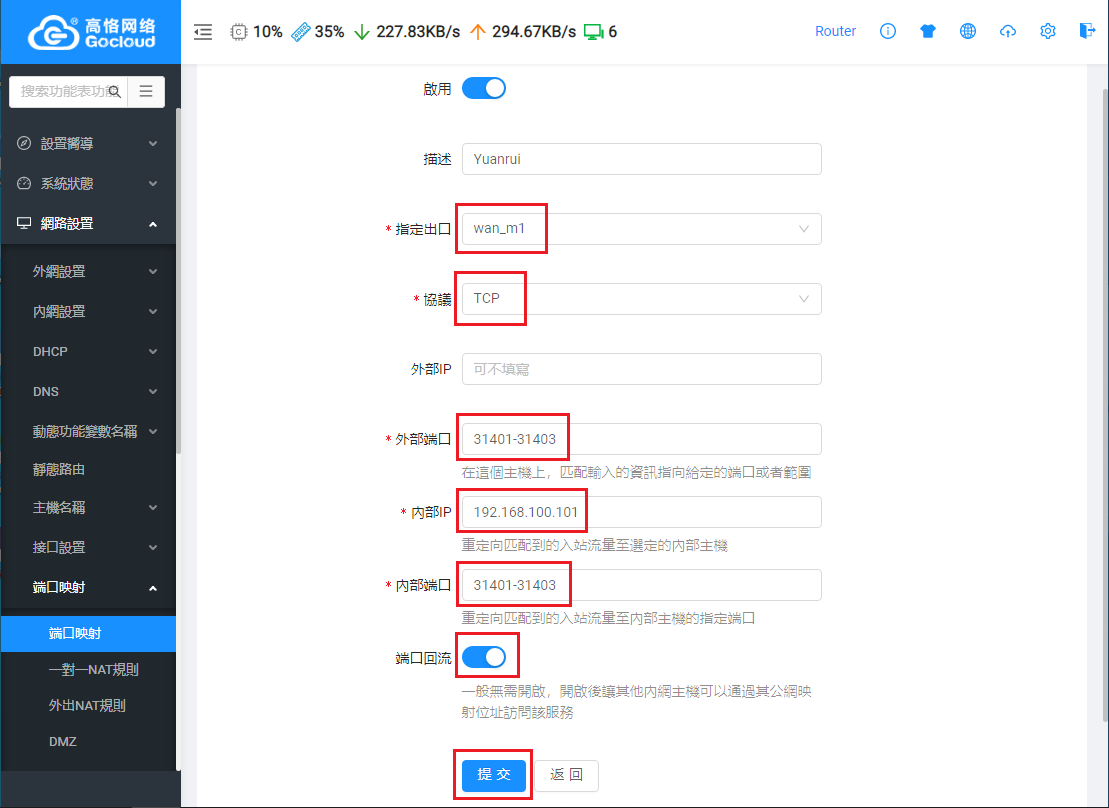 高恪网络
Gocloud
10% 35% 227.83KB/s 294.67KB/s 6
Router
搜索功能表功能
設置嚮導
系統狀態
網路設置
外網設置
內網設置
DHCP
DNS
動態功能變數名稱
靜態路由
主機名稱
接口設置
端口映射
端口映射
一對一NAT規則
外出NAT規則
DMZ
啟用
描述 Yuanrui
* 指定出口 wan_m1
* 協議 TCP
外部IP 可不填寫
* 外部端口 31401-31403
在這個主機上，匹配輸入的資訊指向給定的端口或者範圍
* 內部IP 192.168.100.101
重定向匹配到的入站流量至選定的內部主機
* 內部端口 31401-31403
重定向匹配到的入站流量至內部主機的指定端口
端口回流
一般無需開啟，開啟後讓其他內網主機可以通過其公網映
射位址訪問該服務
提 交 返 回